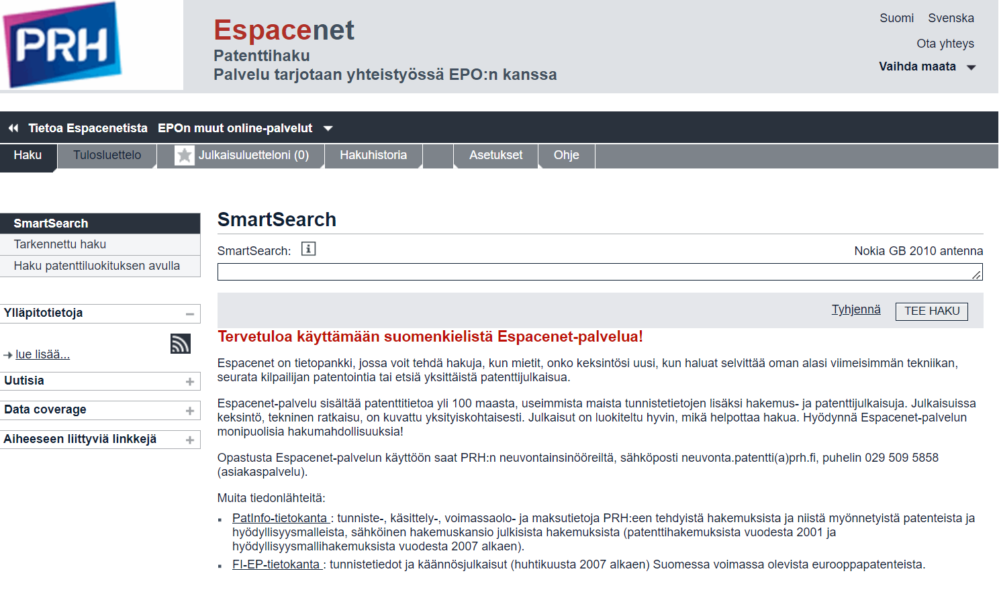 PRH
Espacenet
Patenttihaku
Palvelu tarjotaan yhteistyössä EPO:n kanssa
Suomi Svenska
Ota yhteys
Vaihda maata
Tietoa Espacenetista EPOn muut online-palvelut
Haku Tulosluettelo Julkaisuluetteloni (0) Hakuhistoria Asetukset Ohje
SmartSearch
Tarkennettu haku
Haku patenttiluokituksen avulla
Ylläpitotietoja
lue lisää...
Uutisia
Data coverage
Aiheeseen liittyviä linkkejä
SmartSearch
SmartSearch: Nokia GB 2010 antenna
Tyhjennä TEE HAKU
Tervetuloa käyttämään suomenkielistä Espacenet-palvelua!
Espacenet on tietopankki, jossa voit tehdä hakuja, kun mietit, onko keksintösi uusi, kun haluat selvittää oman alasi viimeisimmän tekniikan,
seurata kilpailijan patentointia tai etsiä yksittäistä patenttijulkaisua.
Espacenet-palvelu sisältää patenttitietoa yli 100 maasta, useimmista maista tunnistetietojen lisäksi hakemus- ja patenttijulkaisuja. Julkaisuissa
keksintö, tekninen ratkaisu, on kuvattu yksityiskohtaisesti. Julkaisut on luokiteltu hyvin, mikä helpottaa hakua. Hyödynnä Espacenet-palvelun
monipuolisia hakumahdollisuuksia!
Opastusta Espacenet-palvelun käyttöön saat PRH:n neuvontainsinööreiltä, sähköposti neuvonta.patentti(a)prh.fi, puhelin 029 509 5858
(asiakaspalvelu).
Muita tiedonlähteitä:
PatInfo-tietokanta : tunniste-, käsittely-, voimassaolo- ja maksutietoja PRH:een tehdyistä hakemuksista ja niistä myönnetyistä patenteista ja
hyödyllisyysmalleista, sähköinen hakemuskansio julkisista hakemuksista (patenttihakemuksista vuodesta 2001 ja
hyödyllisyysmallihakemuksista vuodesta 2007 alkaen).
FI-EP-tietokanta : tunnistetiedot ja käännösjulkaisut (huhtikuusta 2007 alkaen) Suomessa voimassa olevista eurooppapatenteista.